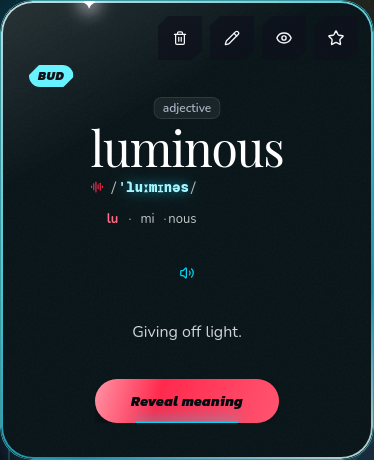 BUD
adjective
luminous
/ˈluːmɪnəs/
lu · mi · nous
Giving off light.
Reveal meaning